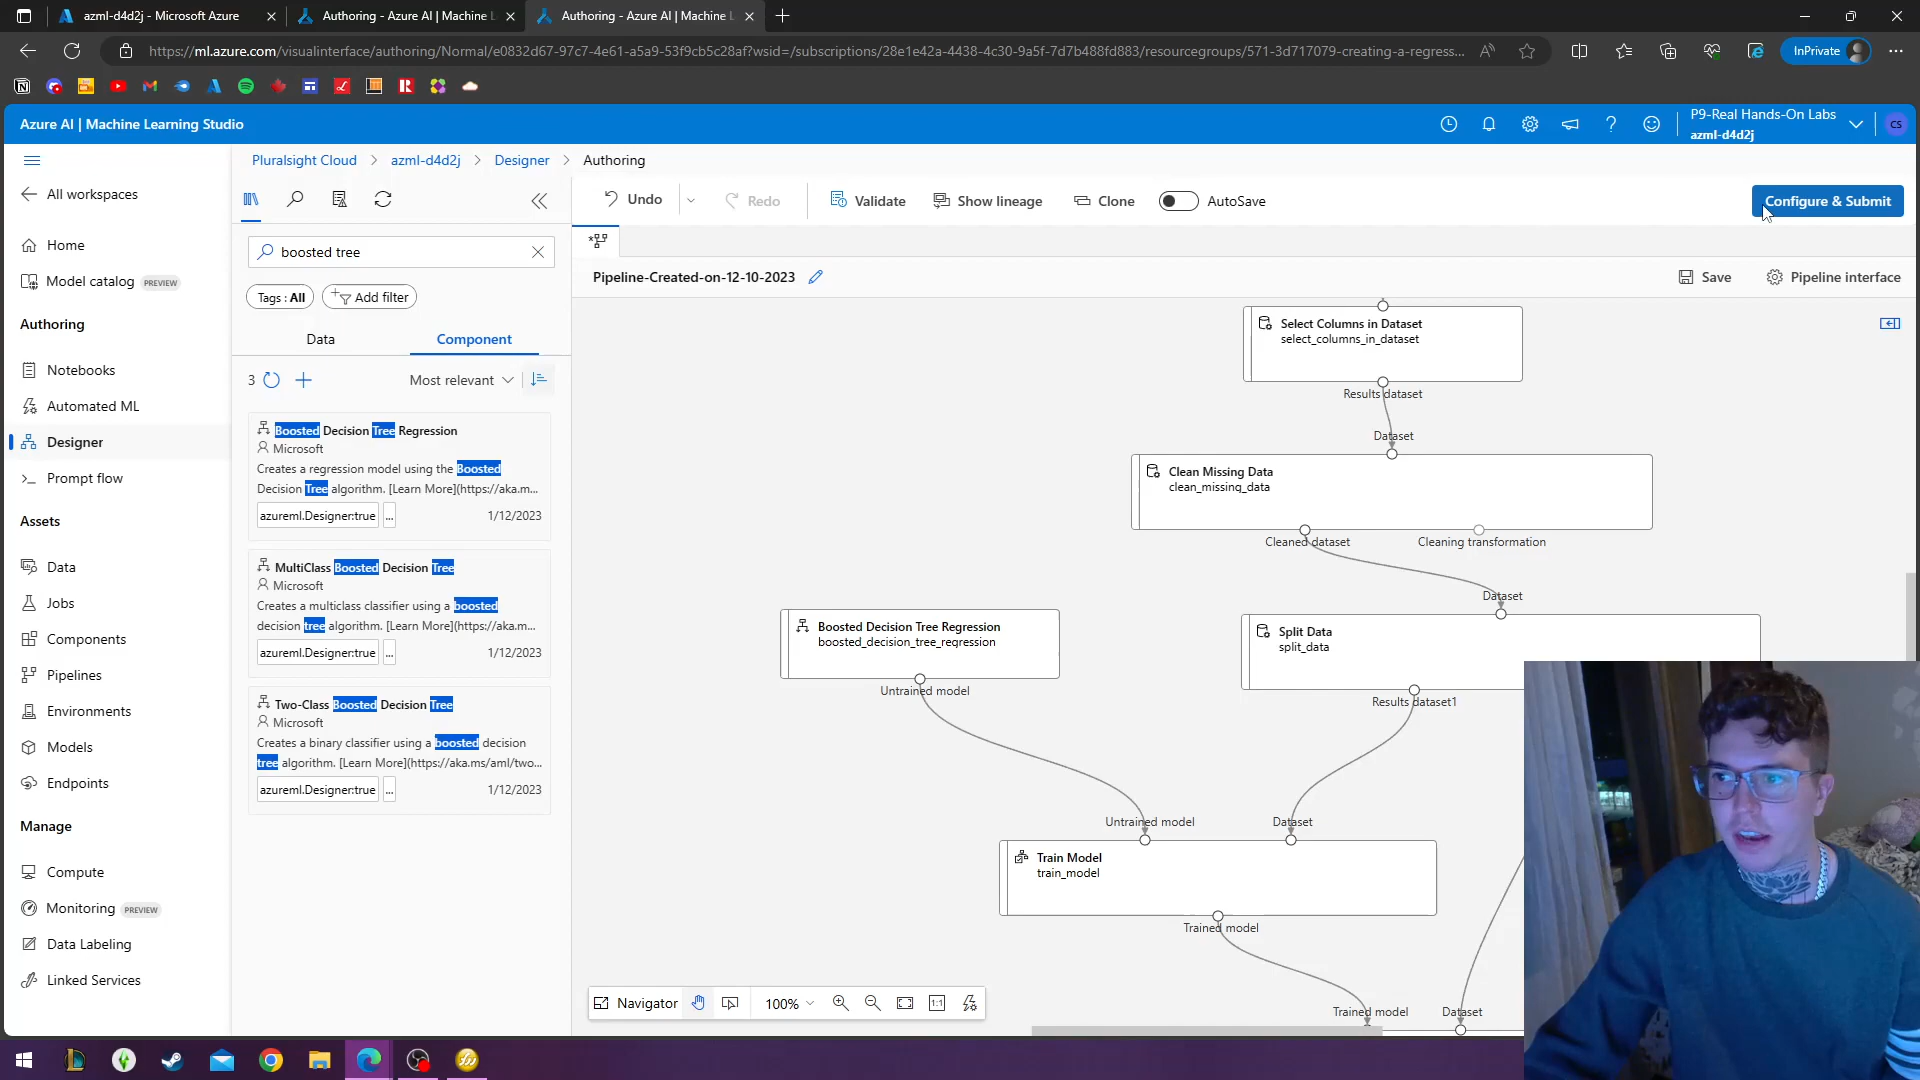 azml-d4d2j - Microsoft Azure
Authoring - Azure AI | Machine L
Authoring - Azure AI | Machine L
https://ml.azure.com/visualinterface/authoring/Normal/e0832d67-97c7-4e61-a5a9-53f9cb5c28af?wsid=/subscriptions/28e1e42a-4438-4c30-9a5f-7d7b488fd883/resourcegroups/571-3d717079-creating-a-regress...
InPrivate
Azure AI | Machine Learning Studio
P9-Real Hands-On Labs
azml-d4d2j
CS
All workspaces
Home
Model catalog PREVIEW
Authoring
Notebooks
Automated ML
Designer
Prompt flow
Assets
Data
Jobs
Components
Pipelines
Environments
Models
Endpoints
Manage
Compute
Monitoring PREVIEW
Data Labeling
Linked Services
Pluralsight Cloud > azml-d4d2j > Designer > Authoring
boosted tree
Tags : All
Add filter
Data
Component
3
Most relevant
Boosted Decision Tree Regression
Microsoft
Creates a regression model using the Boosted
Decision Tree algorithm. [Learn More](https://aka.m...
azureml.Designer:true ... 1/12/2023
MultiClass Boosted Decision Tree
Microsoft
Creates a multiclass classifier using a boosted
decision tree algorithm. [Learn More](https://aka.m...
azureml.Designer:true ... 1/12/2023
Two-Class Boosted Decision Tree
Microsoft
Creates a binary classifier using a boosted decision
tree algorithm. [Learn More](https://aka.ms/aml/two...
azureml.Designer:true ... 1/12/2023
Undo
Redo
Validate
Show lineage
Clone
AutoSave
Configure & Submit
Pipeline-Created-on-12-10-2023
Save
Pipeline interface
Select Columns in Dataset
select_columns_in_dataset
Results dataset
Dataset
Clean Missing Data
clean_missing_data
Cleaned dataset
Cleaning transformation
Dataset
Boosted Decision Tree Regression
boosted_decision_tree_regression
Untrained model
Split Data
split_data
Results dataset1
Untrained model
Dataset
Train Model
train_model
Trained model
Trained model
Dataset
Navigator
100%
1:1